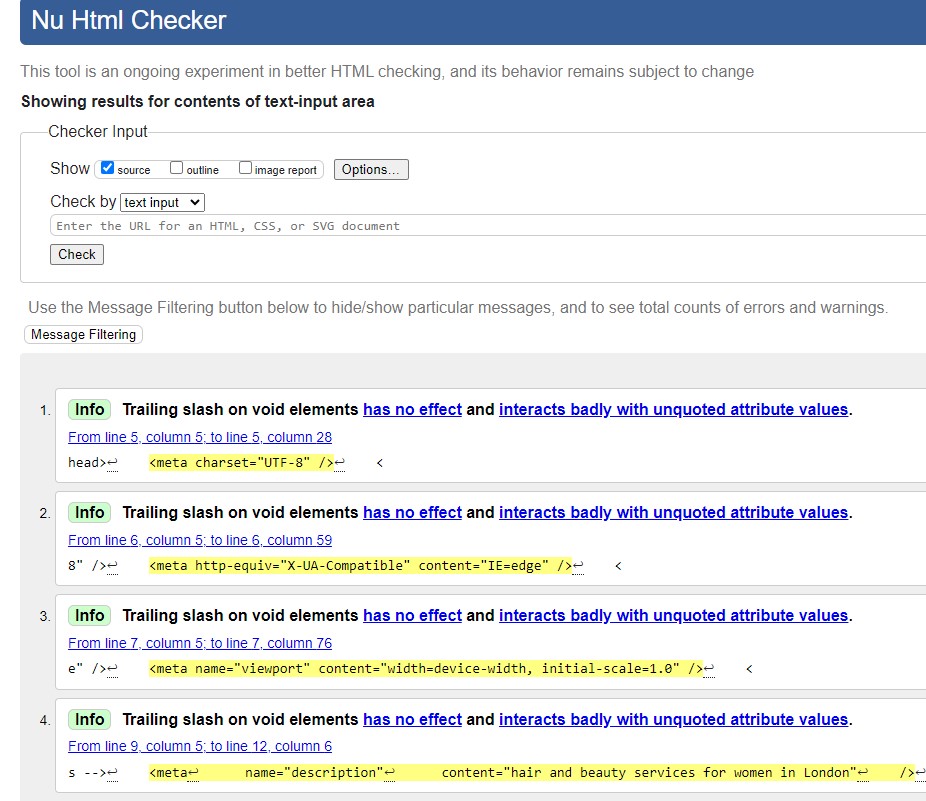 Nu Html Checker
This tool is an ongoing experiment in better HTML checking, and its behavior remains subject to change
Showing results for contents of text-input area
Checker Input
Show source outline image report Options...
Check by text input
Enter the URL for an HTML, CSS, or SVG document
Check
Use the Message Filtering button below to hide/show particular messages, and to see total counts of errors and warnings.
Message Filtering
1. Info Trailing slash on void elements has no effect and interacts badly with unquoted attribute values.
From line 5, column 5; to line 5, column 28
head>↩    <meta charset="UTF-8" />↩    <
2. Info Trailing slash on void elements has no effect and interacts badly with unquoted attribute values.
From line 6, column 5; to line 6, column 59
8" />↩    <meta http-equiv="X-UA-Compatible" content="IE=edge" />↩    <
3. Info Trailing slash on void elements has no effect and interacts badly with unquoted attribute values.
From line 7, column 5; to line 7, column 76
e" />↩    <meta name="viewport" content="width=device-width, initial-scale=1.0" />↩    <
4. Info Trailing slash on void elements has no effect and interacts badly with unquoted attribute values.
From line 9, column 5; to line 12, column 6
s -->↩    <meta↩      name="description"↩      content="hair and beauty services for women in London"↩    />↩